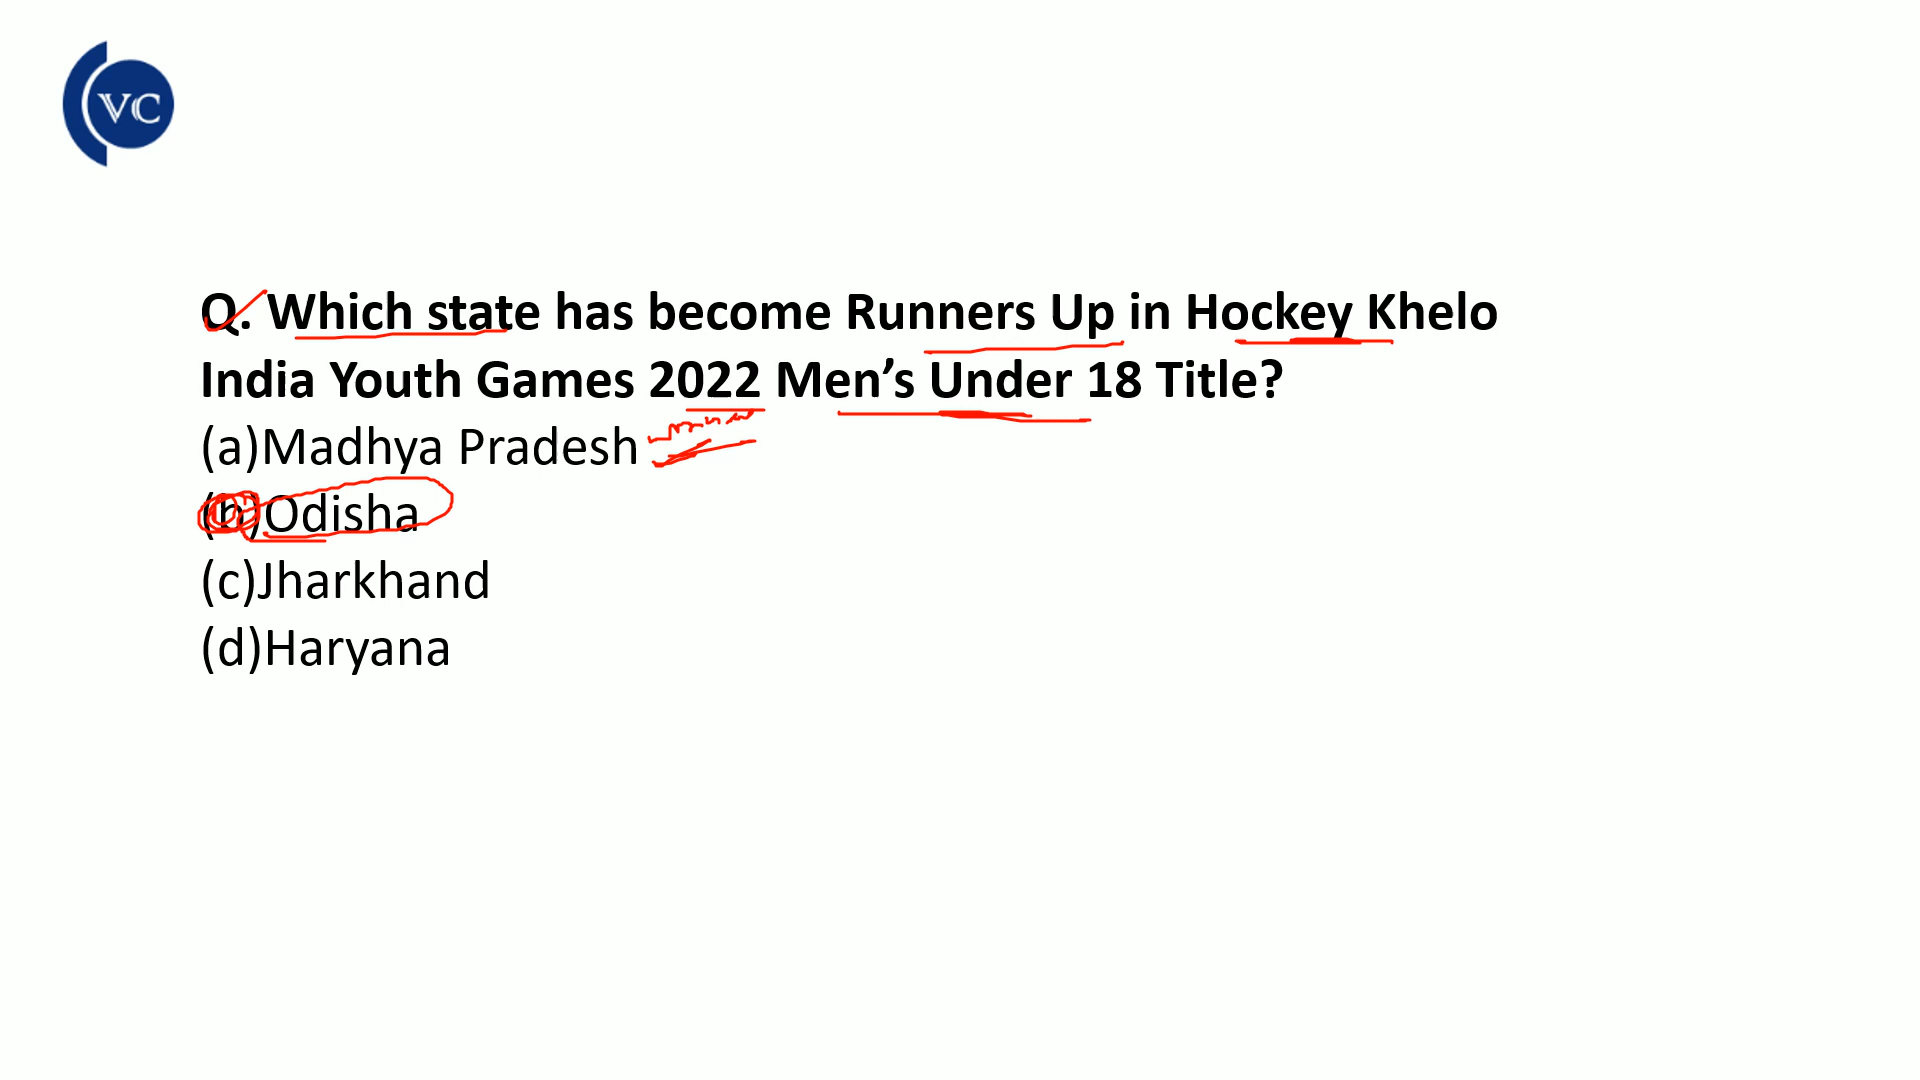 VC
Q. Which state has become Runners Up in Hockey Khelo
India Youth Games 2022 Men’s Under 18 Title?
(a)Madhya Pradesh
(b)Odisha
(c)Jharkhand
(d)Haryana